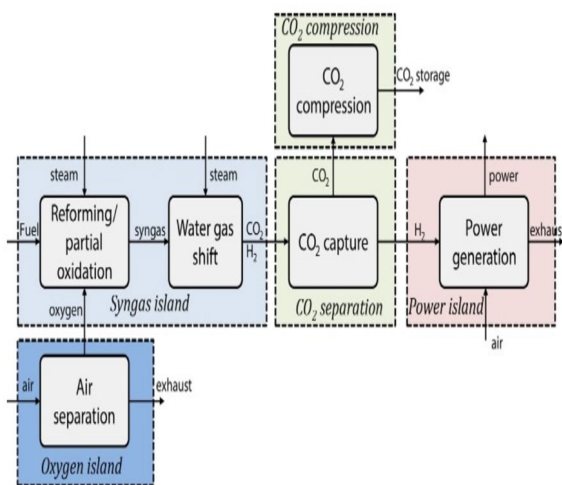 CO₂ compression
CO₂
compression
CO₂ storage
CO₂
steam
steam
power
Fuel
Reforming/
partial
oxidation
syngas
Water gas
shift
CO₂
H₂
CO₂ capture
H₂
Power
generation
exhaus
oxygen
Syngas island
CO₂ separation
Power island
air
air
Air
separation
exhaust
Oxygen island